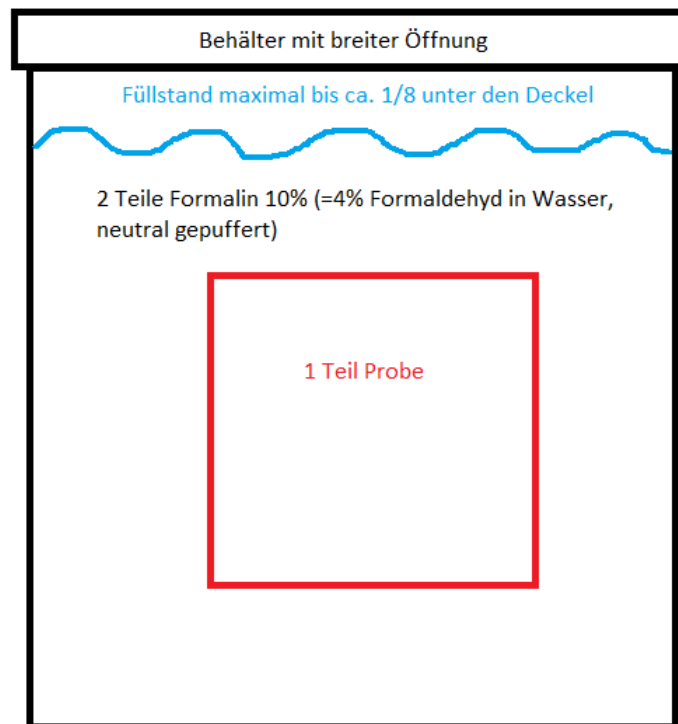 Behälter mit breiter Öffnung
Füllstand maximal bis ca. 1/8 unter den Deckel
2 Teile Formalin 10% (=4% Formaldehyd in Wasser,
neutral gepuffert)
1 Teil Probe